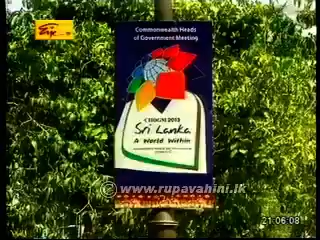 Commonwealth Heads
of Government Meeting
CHOGM 2013
Sri Lanka
A World Within
© www.rupavahini.lk
21:06:08